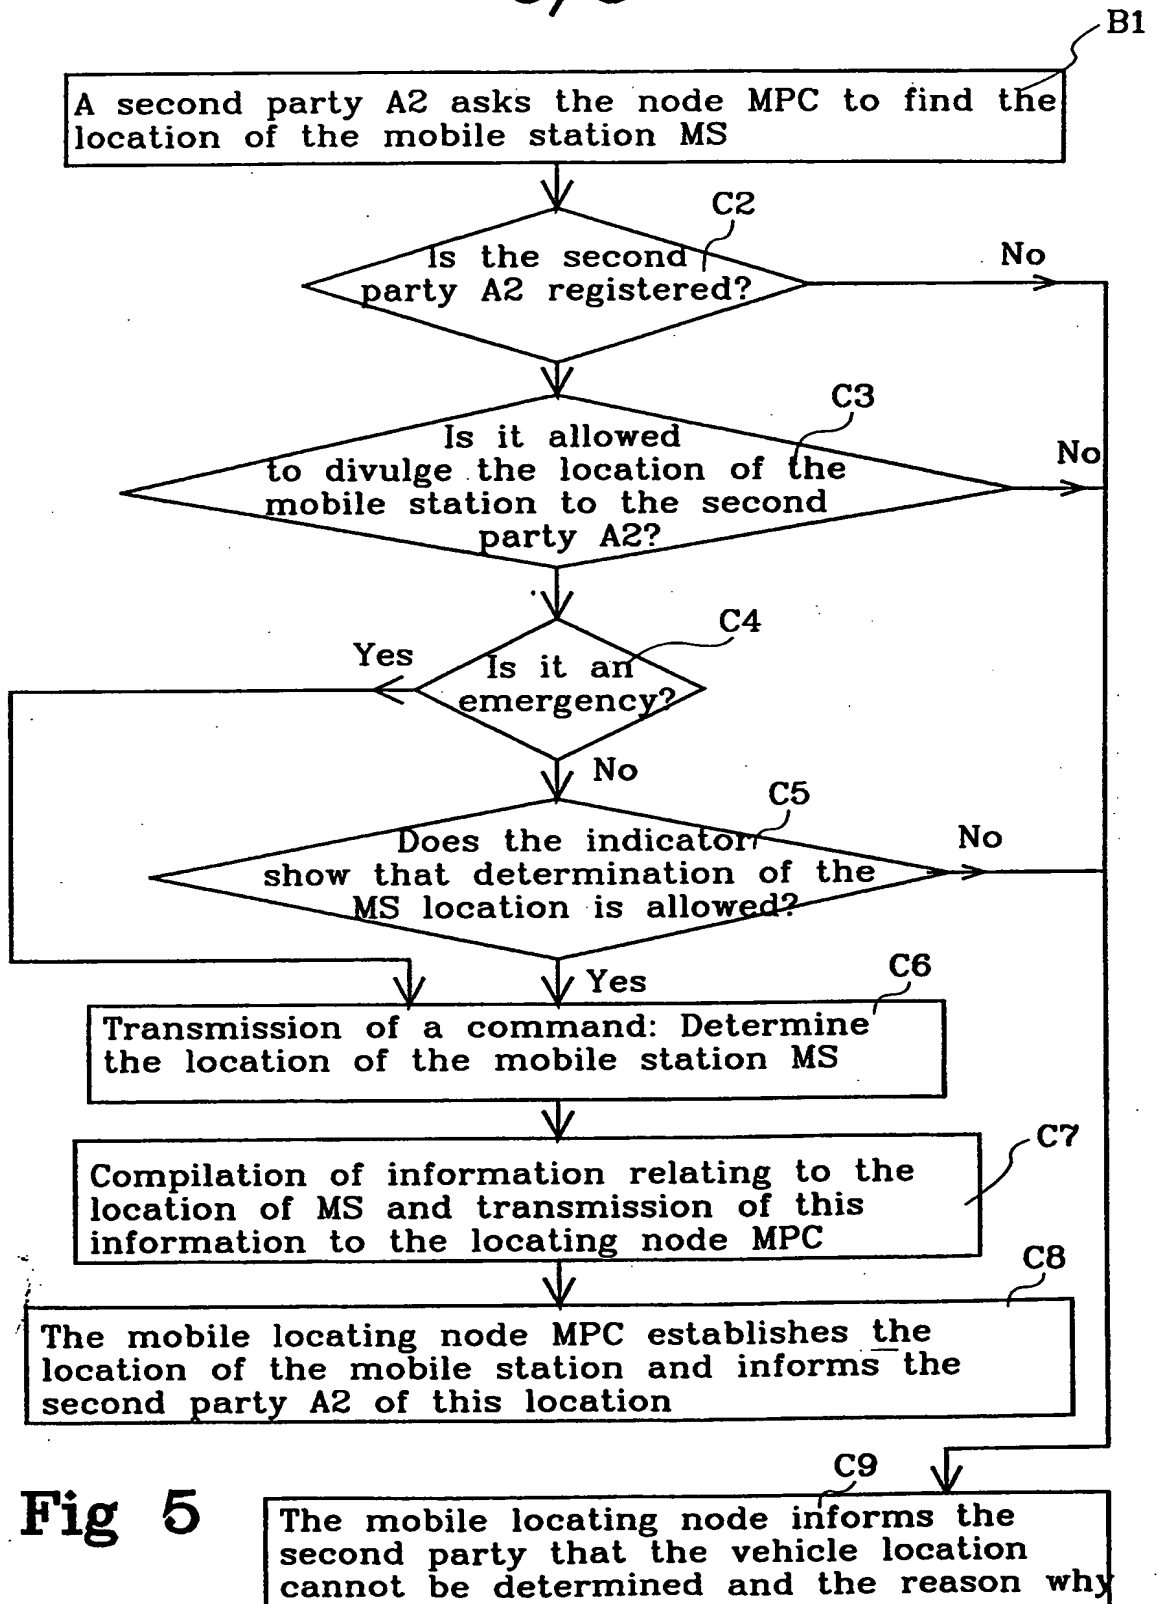 B1
A second party A2 asks the node MPC to find the
location of the mobile station MS
C2
Is the second
party A2 registered?
No
C3
Is it allowed
to divulge the location of the
mobile station to the second
party A2?
No
C4
Yes
Is it an
emergency?
No
C5
Does the indicator
show that determination of the
MS location is allowed?
No
Yes
C6
Transmission of a command: Determine
the location of the mobile station MS
C7
Compilation of information relating to the
location of MS and transmission of this
information to the locating node MPC
C8
The mobile locating node MPC establishes the
location of the mobile station and informs the
second party A2 of this location
C9
Fig 5
The mobile locating node informs the
second party that the vehicle location
cannot be determined and the reason why